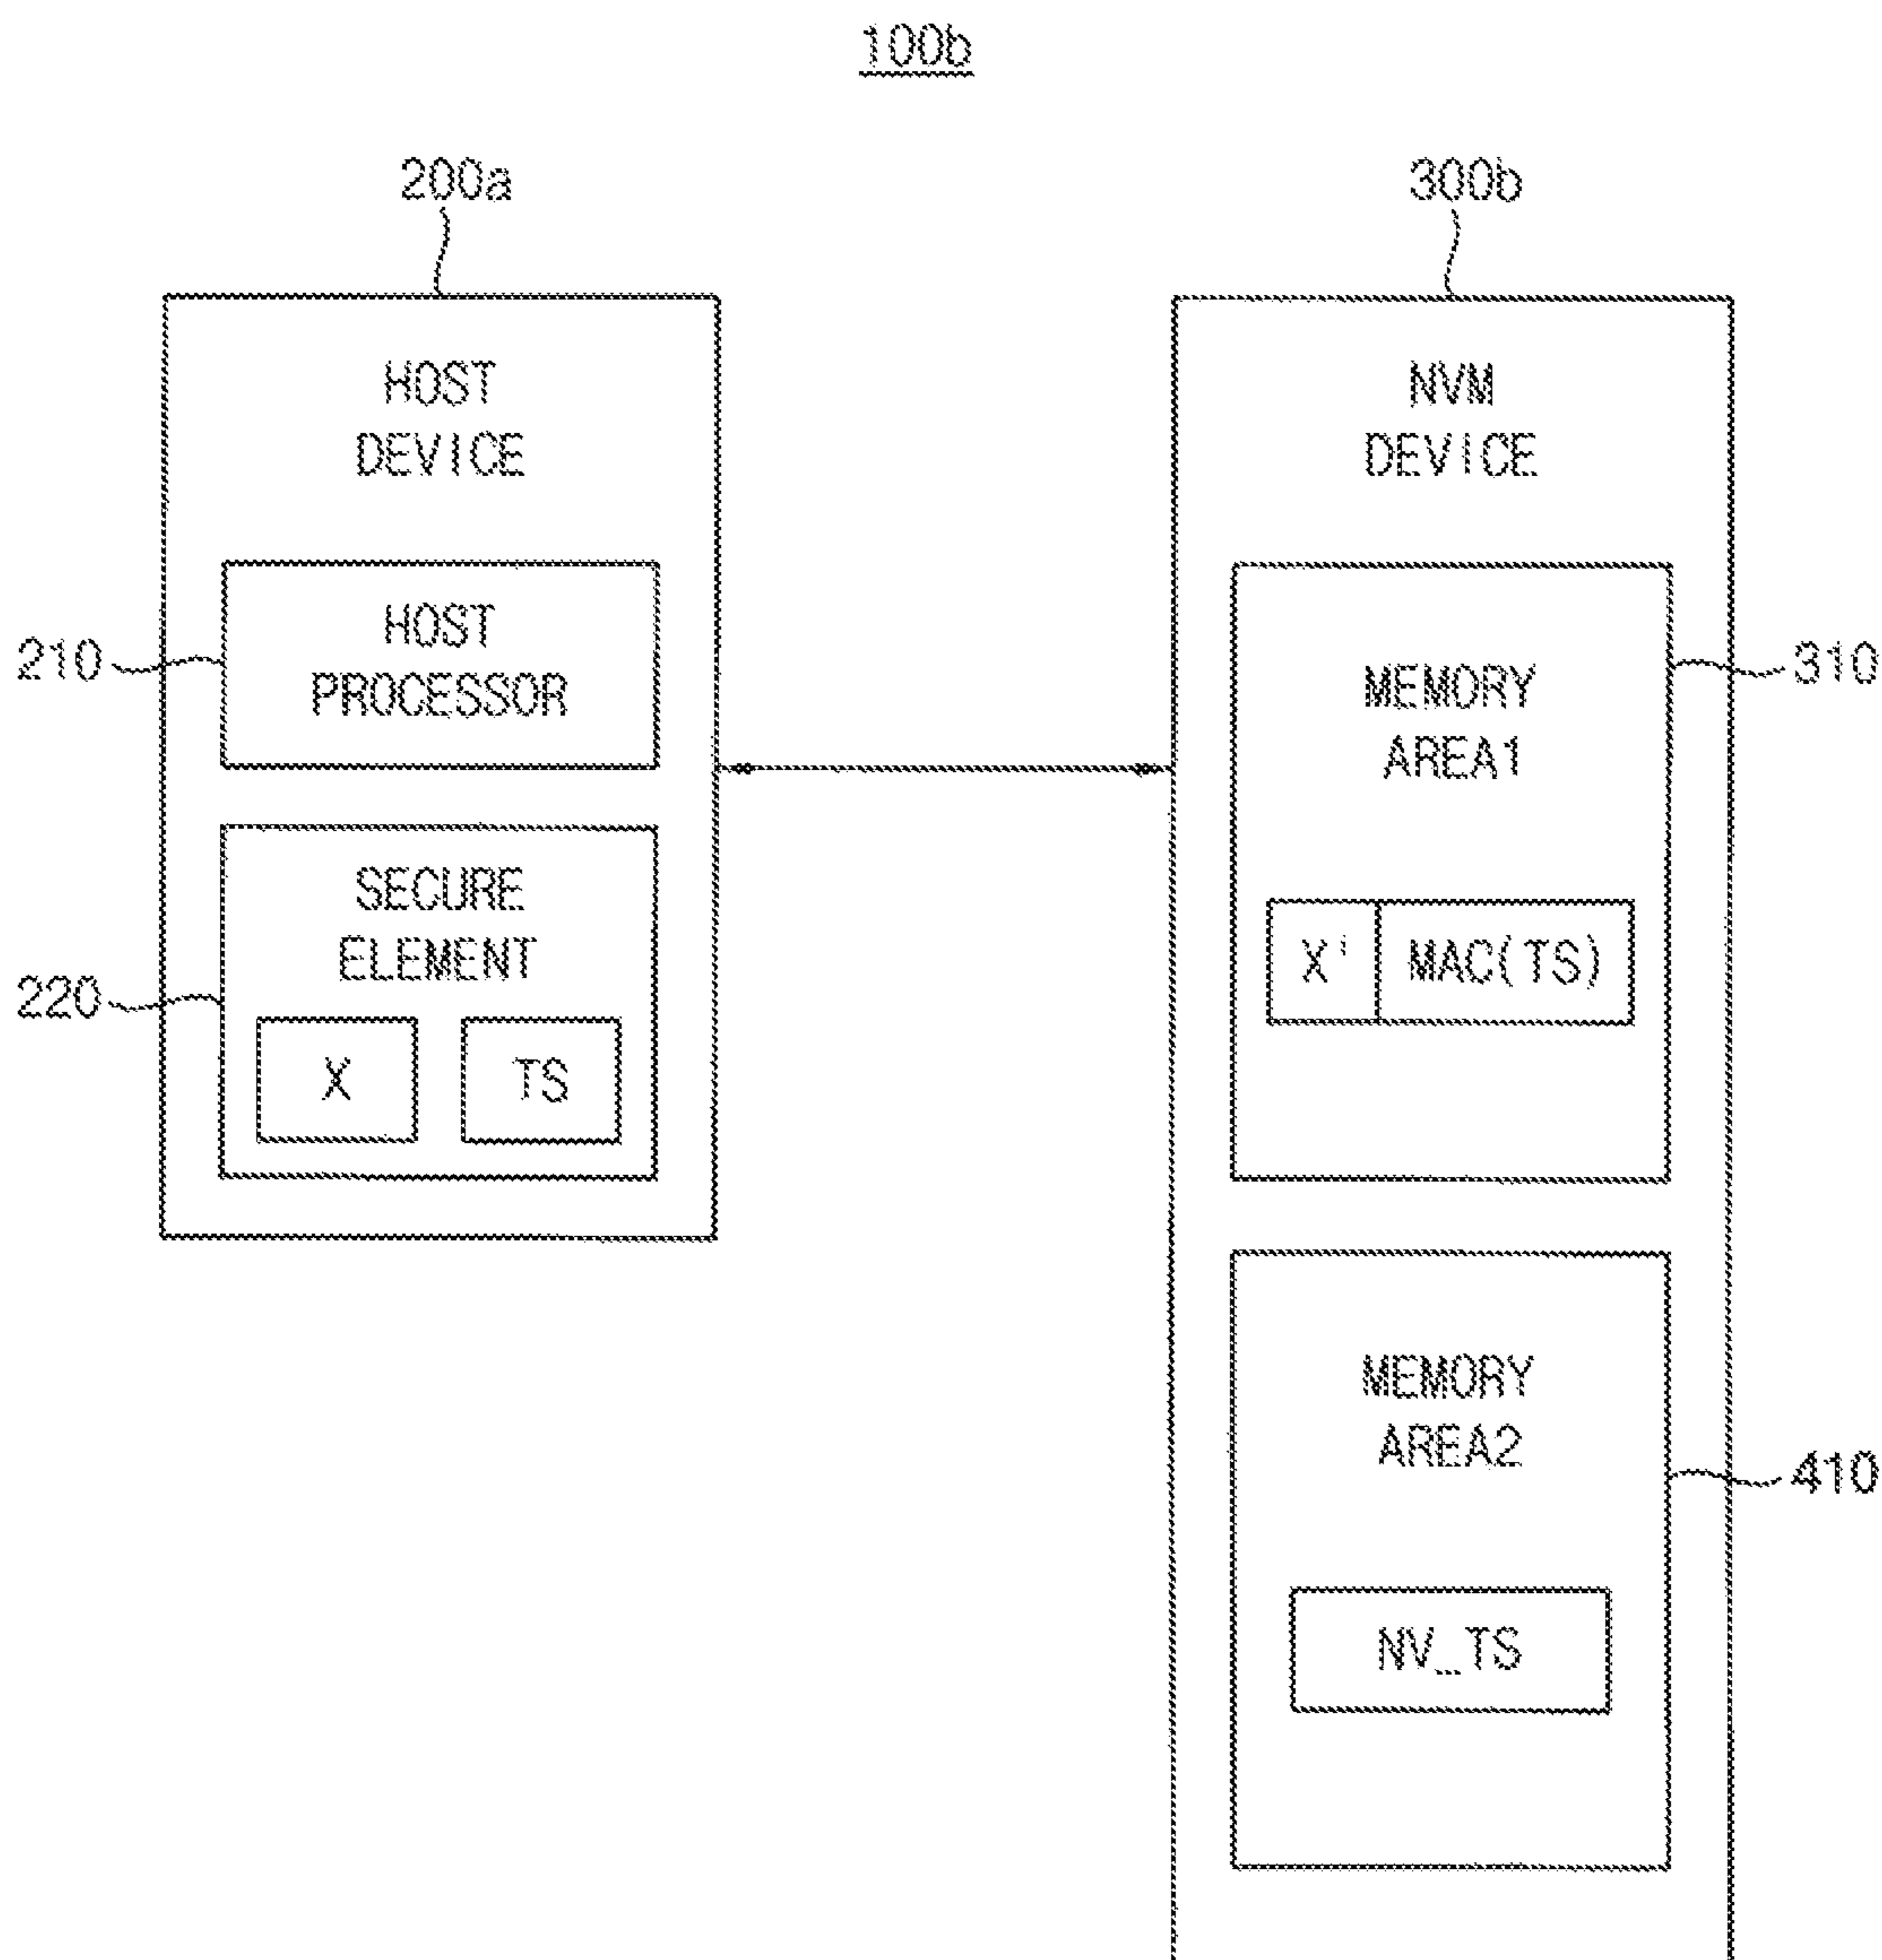 100b
200a
300b
HOST
DEVICE
NVM
DEVICE
210
HOST
PROCESSOR
310
MEMORY
AREA1
220
SECURE
ELEMENT
X' MAC(TS)
X TS
MEMORY
AREA2
410
NV_TS